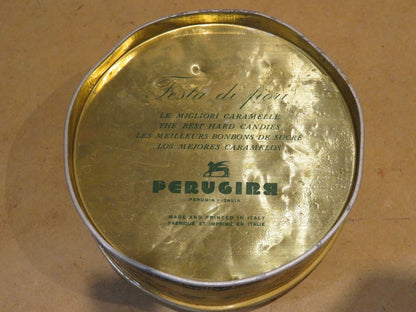 Festa di fiori
LE MIGLIORI CARAMELLE
THE BEST HARD CANDIES
LES MEILLEURS BONBONS DE SUCRE
LOS MEJORES CARAMELOS
PERUGINA
PERUGIA - ITALIA
MADE AND PRINTED IN ITALY
FABRIQUE ET IMPRIME EN ITALIE